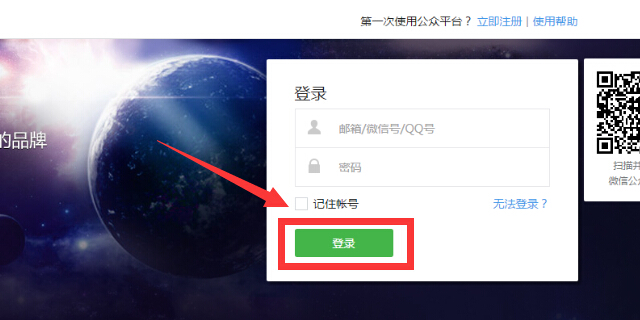 第一次使用公众平台？ 立即注册 | 使用帮助
的品牌
登录
邮箱/微信号/QQ号
密码
记住帐号 无法登录？
登录
扫描并
微信公众